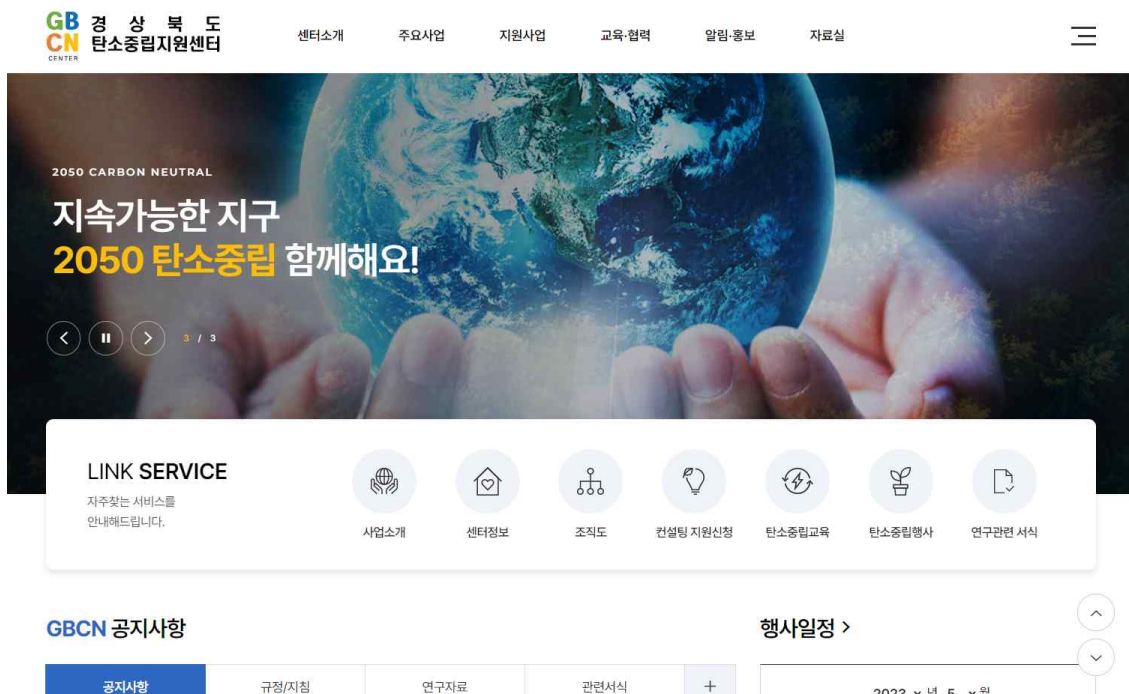 GB
CN
CENTER
경 상 북 도
탄소중립지원센터
센터소개
주요사업
지원사업
교육·협력
알림·홍보
자료실
2050 CARBON NEUTRAL
지속가능한 지구
2050 탄소중립 함께해요!
3 / 3
LINK SERVICE
자주찾는 서비스를
안내해드립니다.
사업소개
센터정보
조직도
컨설팅 지원신청
탄소중립교육
탄소중립행사
연구관련 서식
GBCN 공지사항
행사일정 >
공지사항
규정/지침
연구자료
관련서식
+
2023 년 5 월